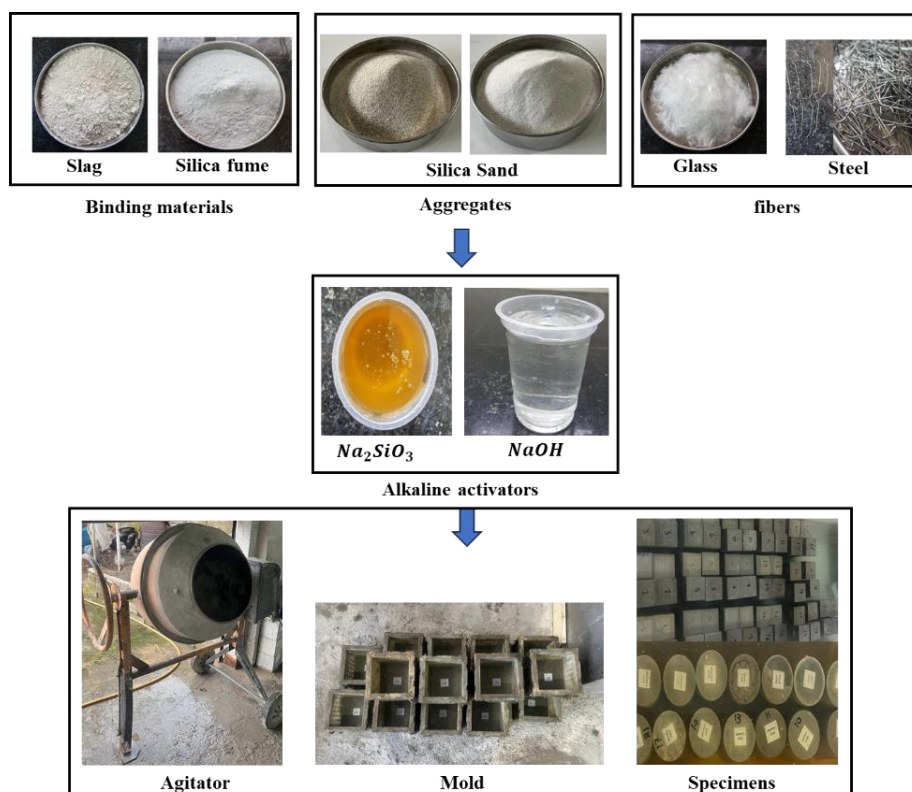 Slag
Silica fume
Silica Sand
Glass
Steel
Binding materials
Aggregates
fibers
Na₂SiO₃
NaOH
Alkaline activators
Agitator
Mold
Specimens